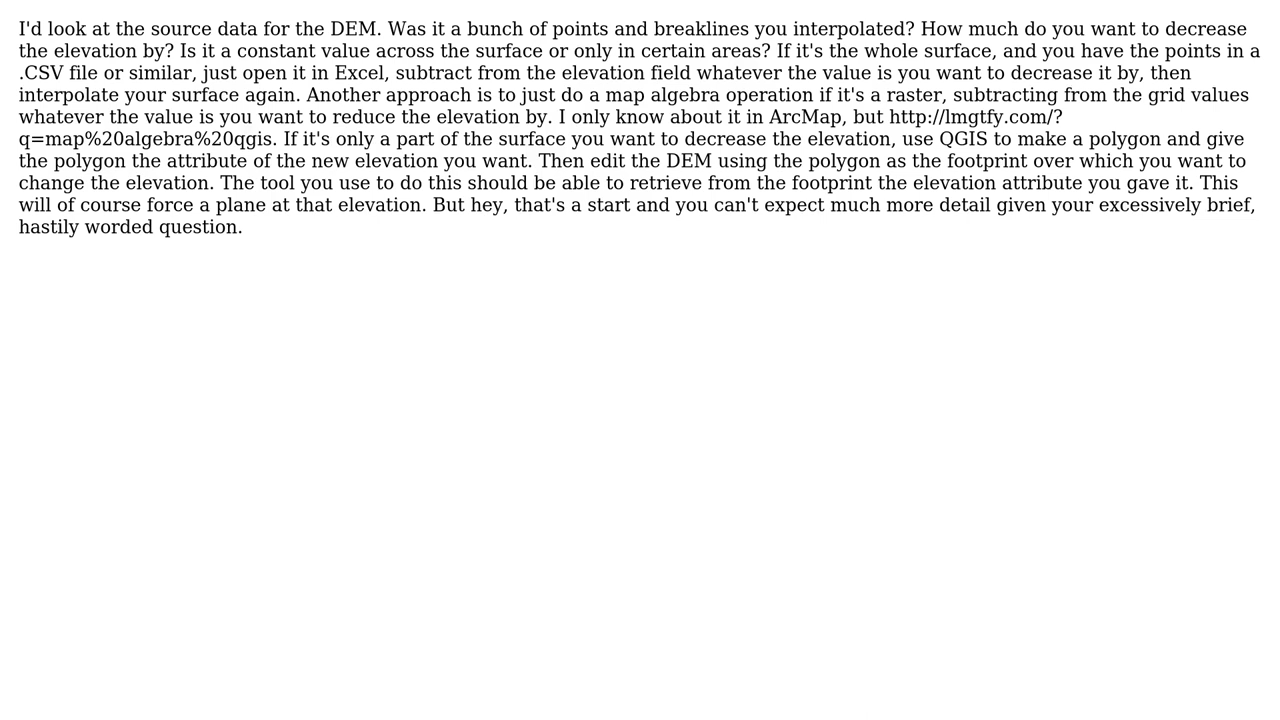 I'd look at the source data for the DEM. Was it a bunch of points and breaklines you interpolated? How much do you want to decrease
the elevation by? Is it a constant value across the surface or only in certain areas? If it's the whole surface, and you have the points in a
.CSV file or similar, just open it in Excel, subtract from the elevation field whatever the value is you want to decrease it by, then
interpolate your surface again. Another approach is to just do a map algebra operation if it's a raster, subtracting from the grid values
whatever the value is you want to reduce the elevation by. I only know about it in ArcMap, but http://lmgtfy.com/?
q=map%20algebra%20qgis. If it's only a part of the surface you want to decrease the elevation, use QGIS to make a polygon and give
the polygon the attribute of the new elevation you want. Then edit the DEM using the polygon as the footprint over which you want to
change the elevation. The tool you use to do this should be able to retrieve from the footprint the elevation attribute you gave it. This
will of course force a plane at that elevation. But hey, that's a start and you can't expect much more detail given your excessively brief,
hastily worded question.